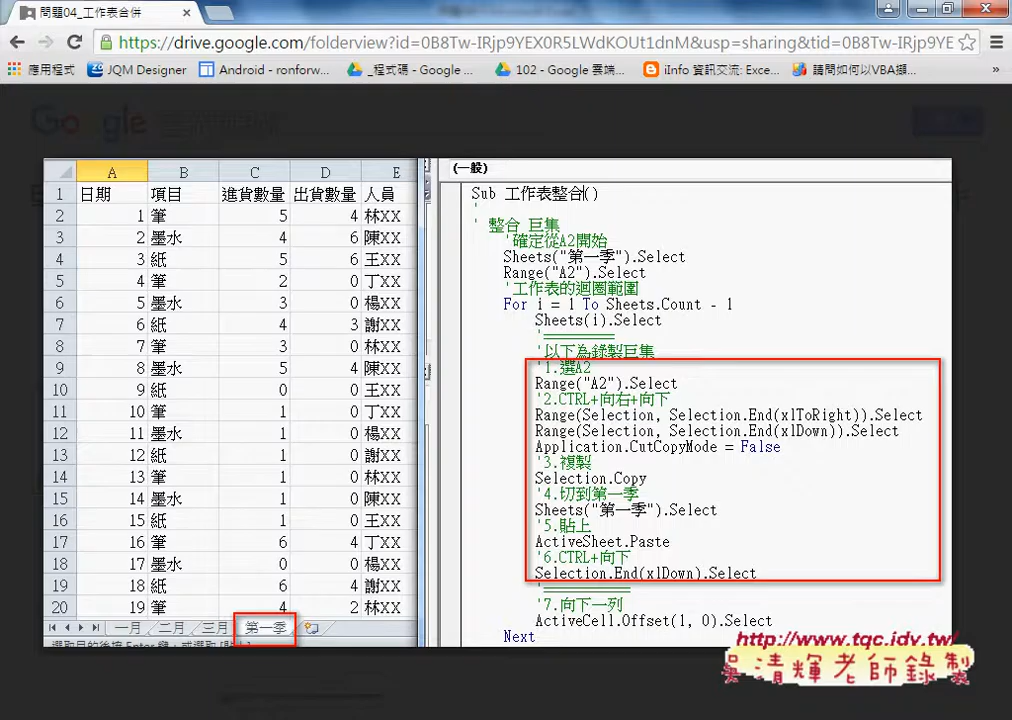 問題04_工作表合併
https://drive.google.com/folderview?id=0B8Tw-IRjp9YEX0R5LWdKOUt1dnM&usp=sharing&tid=0B8Tw-IRjp9YE
應用程式 JQM Designer Android - ronforw... _程式碼 - Google ... 102 - Google 雲端... iInfo 資訊交流: Exce... 請問如何以VBA擷... »
Google
A B C D E
1 日期 項目 進貨數量 出貨數量 人員
2 1 筆 5 4 林XX
3 2 墨水 4 6 陳XX
4 3 紙 5 6 王XX
5 4 筆 2 0 丁XX
6 5 墨水 3 0 楊XX
7 6 紙 4 3 謝XX
8 7 筆 3 0 林XX
9 8 墨水 5 4 陳XX
10 9 紙 0 0 王XX
11 10 筆 1 0 丁XX
12 11 墨水 1 0 楊XX
13 12 紙 1 0 謝XX
14 13 筆 1 0 林XX
15 14 墨水 1 0 陳XX
16 15 紙 1 0 王XX
17 16 筆 6 4 丁XX
18 17 墨水 0 0 楊XX
19 18 紙 6 4 謝XX
20 19 筆 4 2 林XX
一月 二月 三月 第一季
(一般)
Sub 工作表整合()
'
' 整合 巨集
'確定從A2開始
Sheets("第一季").Select
Range("A2").Select
'工作表的迴圈範圍
For i = 1 To Sheets.Count - 1
Sheets(i).Select
'=========
'以下為錄製巨集
'1.選A2
Range("A2").Select
'2.CTRL+向右+向下
Range(Selection, Selection.End(xlToRight)).Select
Range(Selection, Selection.End(xlDown)).Select
Application.CutCopyMode = False
'3.複製
Selection.Copy
'4.切到第一季
Sheets("第一季").Select
'5.貼上
ActiveSheet.Paste
'6.CTRL+向下
Selection.End(xlDown).Select
'7.向下一列
ActiveCell.Offset(1, 0).Select
Next
http://www.tqc.idv.tw/
吳清輝老師錄製